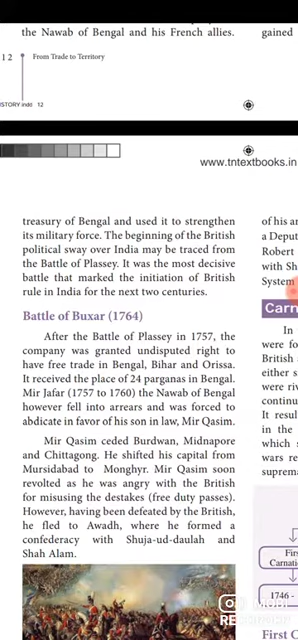 the Nawab of Bengal and his French allies.
gained
12
From Trade to Territory
ISTORY.indd 12
www.tntextbooks.in
treasury of Bengal and used it to strengthen
its military force. The beginning of the British
political sway over India may be traced from
the Battle of Plassey. It was the most decisive
battle that marked the initiation of British
rule in India for the next two centuries.
Battle of Buxar (1764)
After the Battle of Plassey in 1757, the
company was granted undisputed right to
have free trade in Bengal, Bihar and Orissa.
It received the place of 24 parganas in Bengal.
Mir Jafar (1757 to 1760) the Nawab of Bengal
however fell into arrears and was forced to
abdicate in favor of his son in law, Mir Qasim.
Mir Qasim ceded Burdwan, Midnapore
and Chittagong. He shifted his capital from
Mursidabad to Monghyr. Mir Qasim soon
revolted as he was angry with the British
for misusing the destakes (free duty passes).
However, having been defeated by the British,
he fled to Awadh, where he formed a
confederacy with Shuja-ud-daulah and
Shah Alam.
of his ar
a Deput
Robert
with Sh
System
Carn
In
were fo
British
either s
were riv
continu
It resul
in the
which s
wars re
suprema
Firs
Carnatic
1746 -
First C